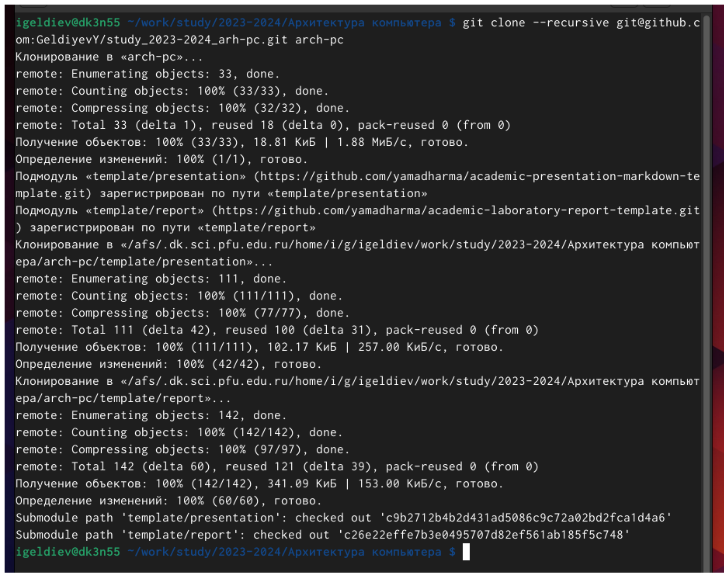 igeldiev@dk3n55 ~/work/study/2023-2024/Архитектура компьютера $ git clone --recursive git@github.c
om:GeldiyevY/study_2023-2024_arh-pc.git arch-pc
Клонирование в «arch-pc»...
remote: Enumerating objects: 33, done.
remote: Counting objects: 100% (33/33), done.
remote: Compressing objects: 100% (32/32), done.
remote: Total 33 (delta 1), reused 18 (delta 0), pack-reused 0 (from 0)
Получение объектов: 100% (33/33), 18.81 КиБ | 1.88 МиБ/с, готово.
Определение изменений: 100% (1/1), готово.
Подмодуль «template/presentation» (https://github.com/yamadharma/academic-presentation-markdown-te
mplate.git) зарегистрирован по пути «template/presentation»
Подмодуль «template/report» (https://github.com/yamadharma/academic-laboratory-report-template.git
) зарегистрирован по пути «template/report»
Клонирование в «/afs/.dk.sci.pfu.edu.ru/home/i/g/igeldiev/work/study/2023-2024/Архитектура компьют
ера/arch-pc/template/presentation»...
remote: Enumerating objects: 111, done.
remote: Counting objects: 100% (111/111), done.
remote: Compressing objects: 100% (77/77), done.
remote: Total 111 (delta 42), reused 100 (delta 31), pack-reused 0 (from 0)
Получение объектов: 100% (111/111), 102.17 КиБ | 257.00 КиБ/с, готово.
Определение изменений: 100% (42/42), готово.
Клонирование в «/afs/.dk.sci.pfu.edu.ru/home/i/g/igeldiev/work/study/2023-2024/Архитектура компьют
ера/arch-pc/template/report»...
remote: Enumerating objects: 142, done.
remote: Counting objects: 100% (142/142), done.
remote: Compressing objects: 100% (97/97), done.
remote: Total 142 (delta 60), reused 121 (delta 39), pack-reused 0 (from 0)
Получение объектов: 100% (142/142), 341.09 КиБ | 153.00 КиБ/с, готово.
Определение изменений: 100% (60/60), готово.
Submodule path 'template/presentation': checked out 'c9b2712b4b2d431ad5086c9c72a02bd2fca1d4a6'
Submodule path 'template/report': checked out 'c26e22effe7b3e0495707d82ef561ab185f5c748'
igeldiev@dk3n55 ~/work/study/2023-2024/Архитектура компьютера $